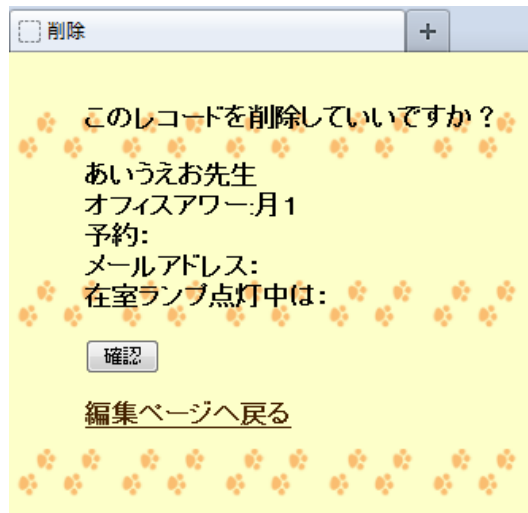 削除
+
このレコードを削除していいですか？
あいうえお先生
オフィスアワー:月1
予約:
メールアドレス:
在室ランプ点灯中は:
確認
編集ページへ戻る